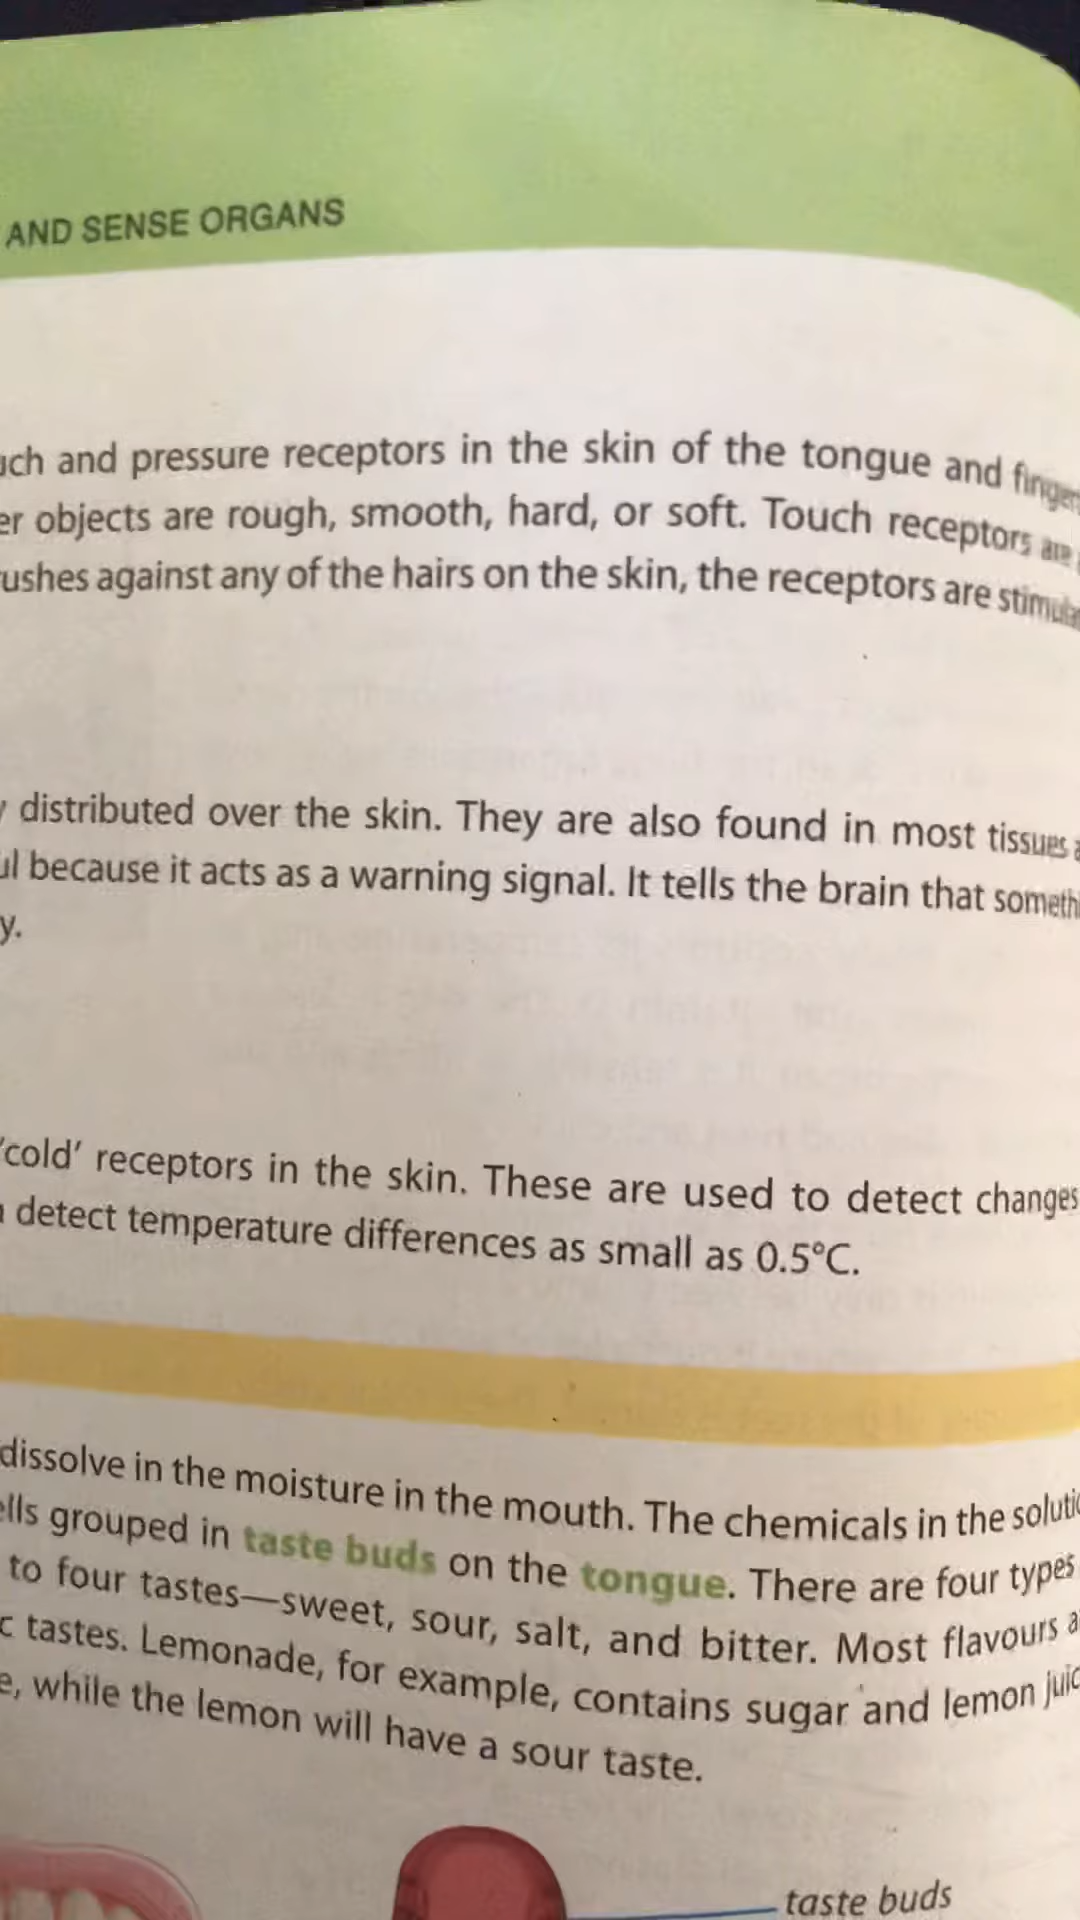 AND SENSE ORGANS
and pressure receptors in the skin of the tongue and
objects are rough, smooth, hard, or soft. Touch receptors are
against any of the hairs on the skin, the receptors are
distributed over the skin. They are also found in most tissues
because it acts as a warning signal. It tells the brain that
'cold' receptors in the skin. These are used to detect changes
detect temperature differences as small as 0.5°C.
dissolve in the moisture in the mouth. The chemicals in the
grouped in taste buds on the tongue. There are four types
to four tastes—sweet, sour, salt, and bitter. Most flavours
tastes. Lemonade, for example, contains sugar and lemon
while the lemon will have a sour taste.
taste buds